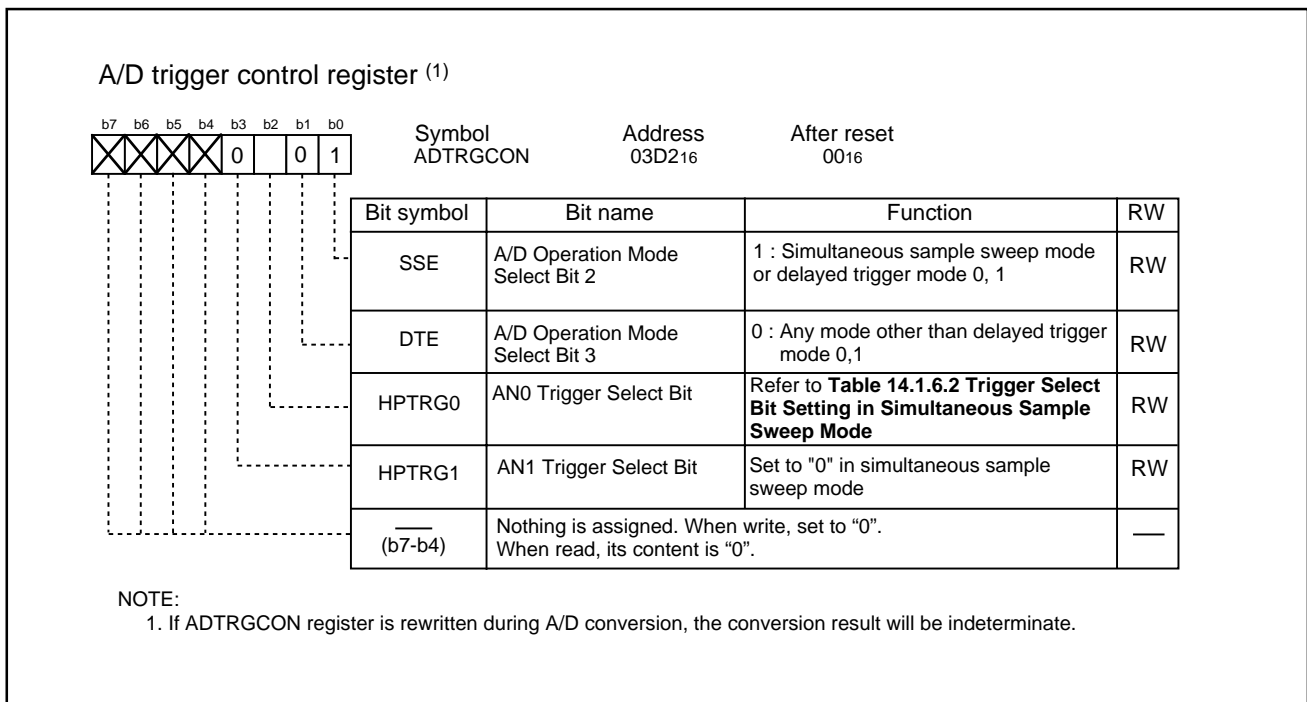 A/D trigger control register (1)
b7 b6 b5 b4 b3 b2 b1 b0
0 0 1
Symbol Address After reset
ADTRGCON 03D216 0016
Bit symbol Bit name Function RW
SSE A/D Operation Mode Select Bit 2 1 : Simultaneous sample sweep mode or delayed trigger mode 0, 1 RW
DTE A/D Operation Mode Select Bit 3 0 : Any mode other than delayed trigger mode 0,1 RW
HPTRG0 AN0 Trigger Select Bit Refer to Table 14.1.6.2 Trigger Select Bit Setting in Simultaneous Sample Sweep Mode RW
HPTRG1 AN1 Trigger Select Bit Set to "0" in simultaneous sample sweep mode RW
(b7-b4) Nothing is assigned. When write, set to “0”.
When read, its content is “0”. —
NOTE:
1. If ADTRGCON register is rewritten during A/D conversion, the conversion result will be indeterminate.